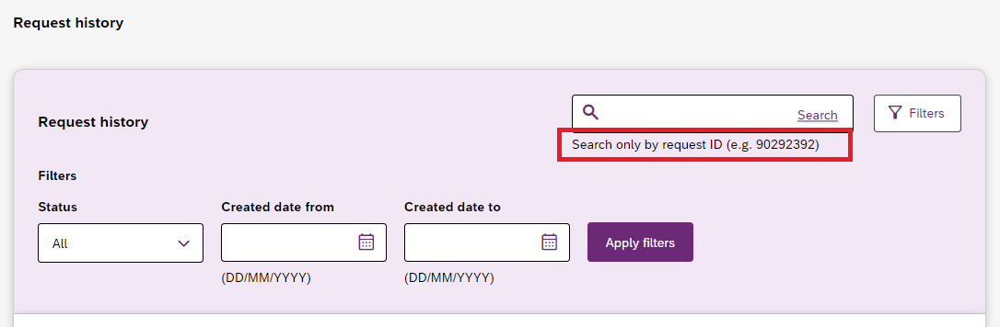 Request history
Request history
Search
Filters
Search only by request ID (e.g. 90292392)
Filters
Status
Created date from
Created date to
All
Apply filters
(DD/MM/YYYY)
(DD/MM/YYYY)